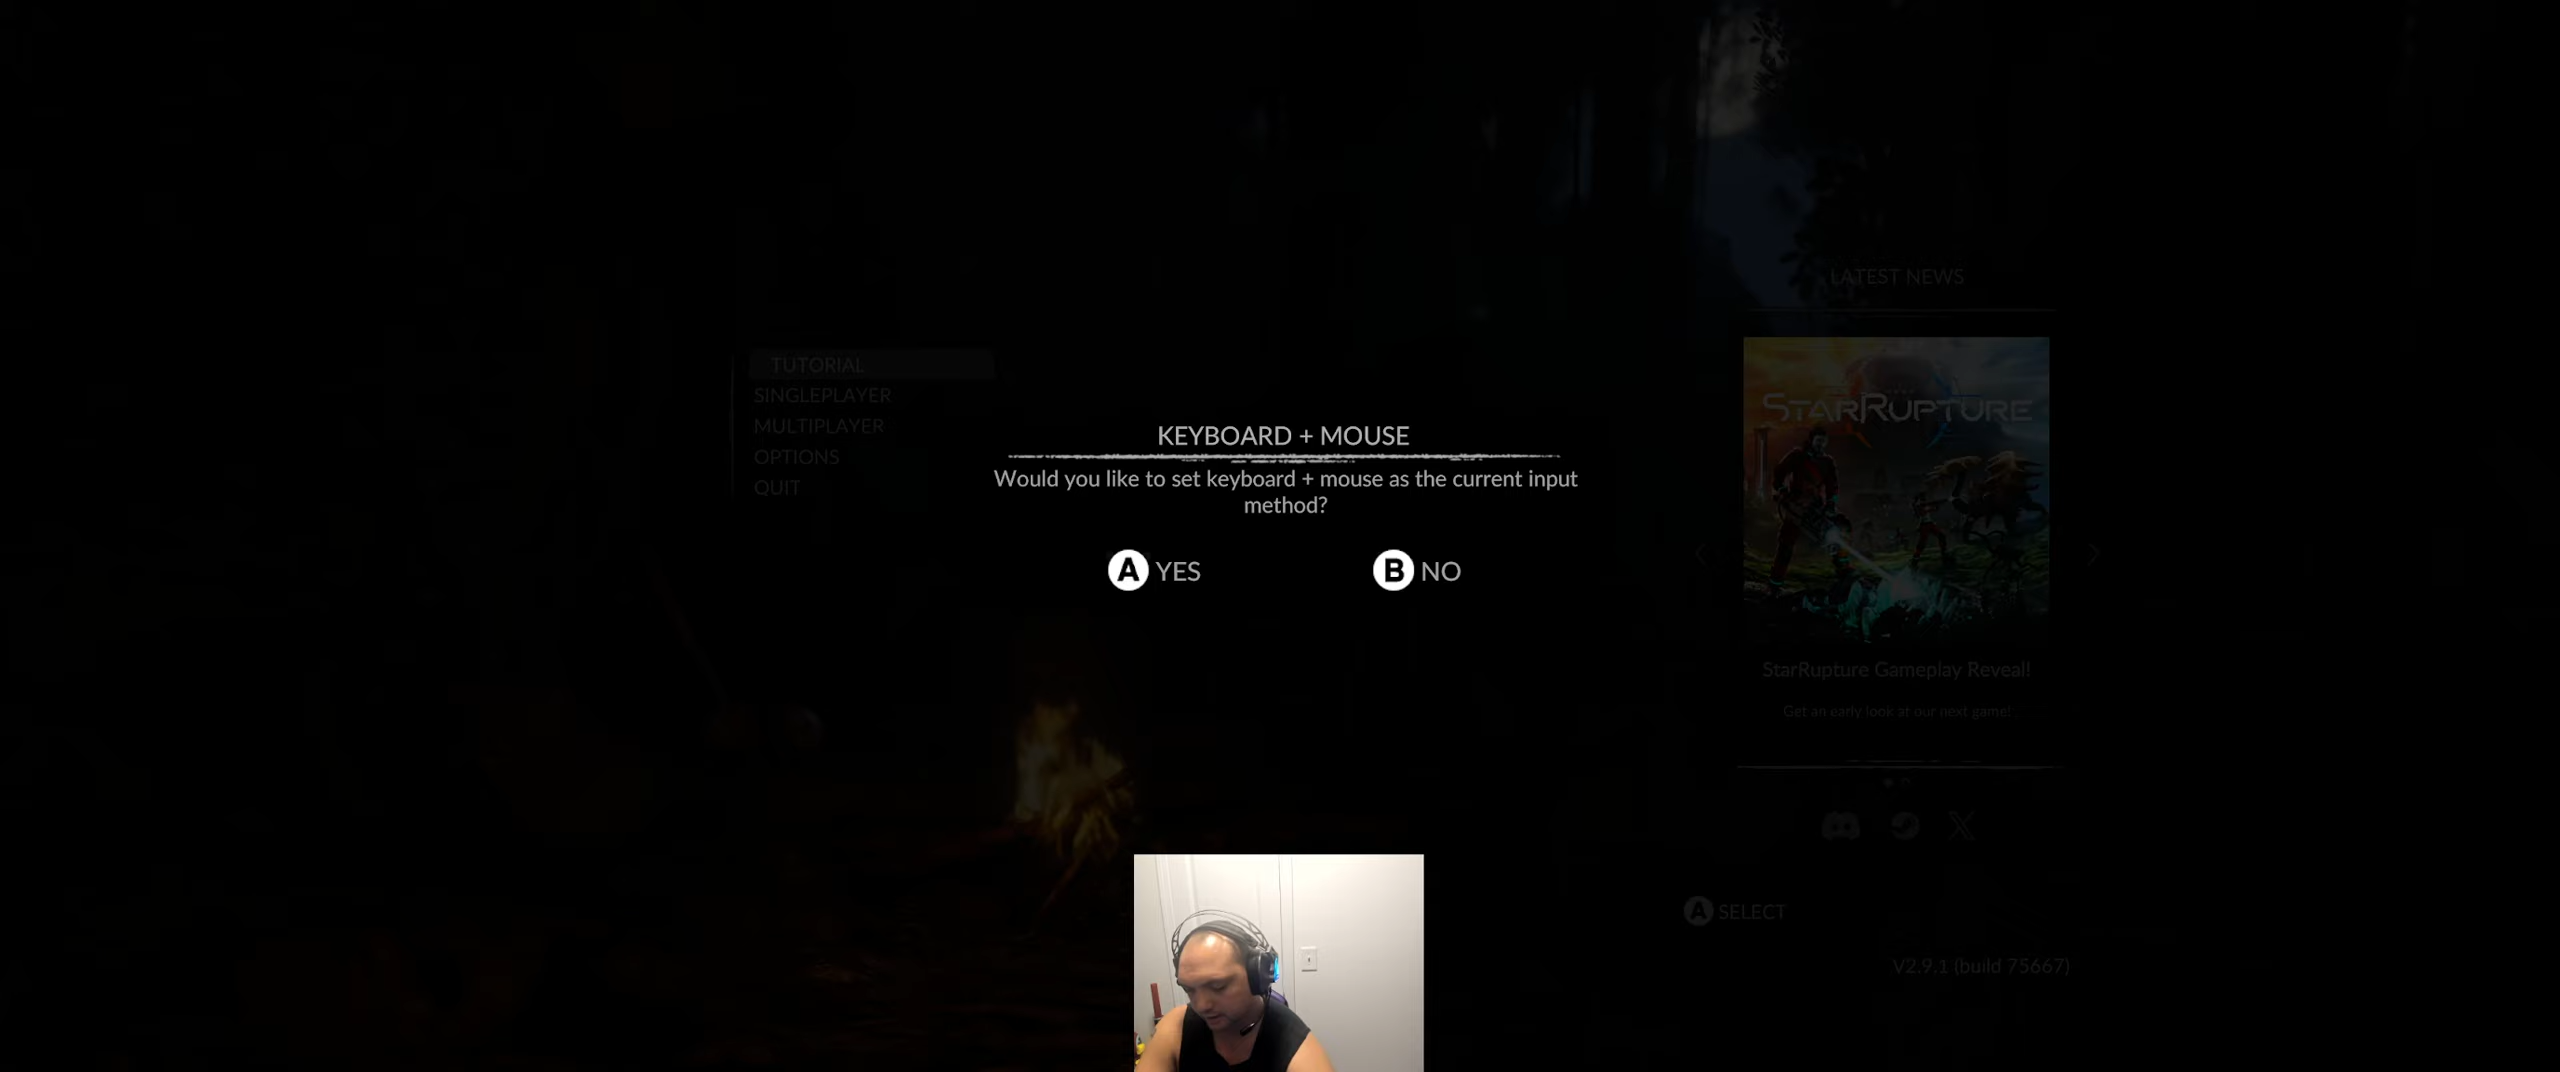 LATEST NEWS
TUTORIAL
SINGLEPLAYER
MULTIPLAYER
OPTIONS
QUIT
KEYBOARD + MOUSE
Would you like to set keyboard + mouse as the current input
method?
A YES
B NO
STARRUPTURE
StarRupture Gameplay Reveal!
Get an early look at our next game!
A SELECT
V2.9.1 (build 75667)